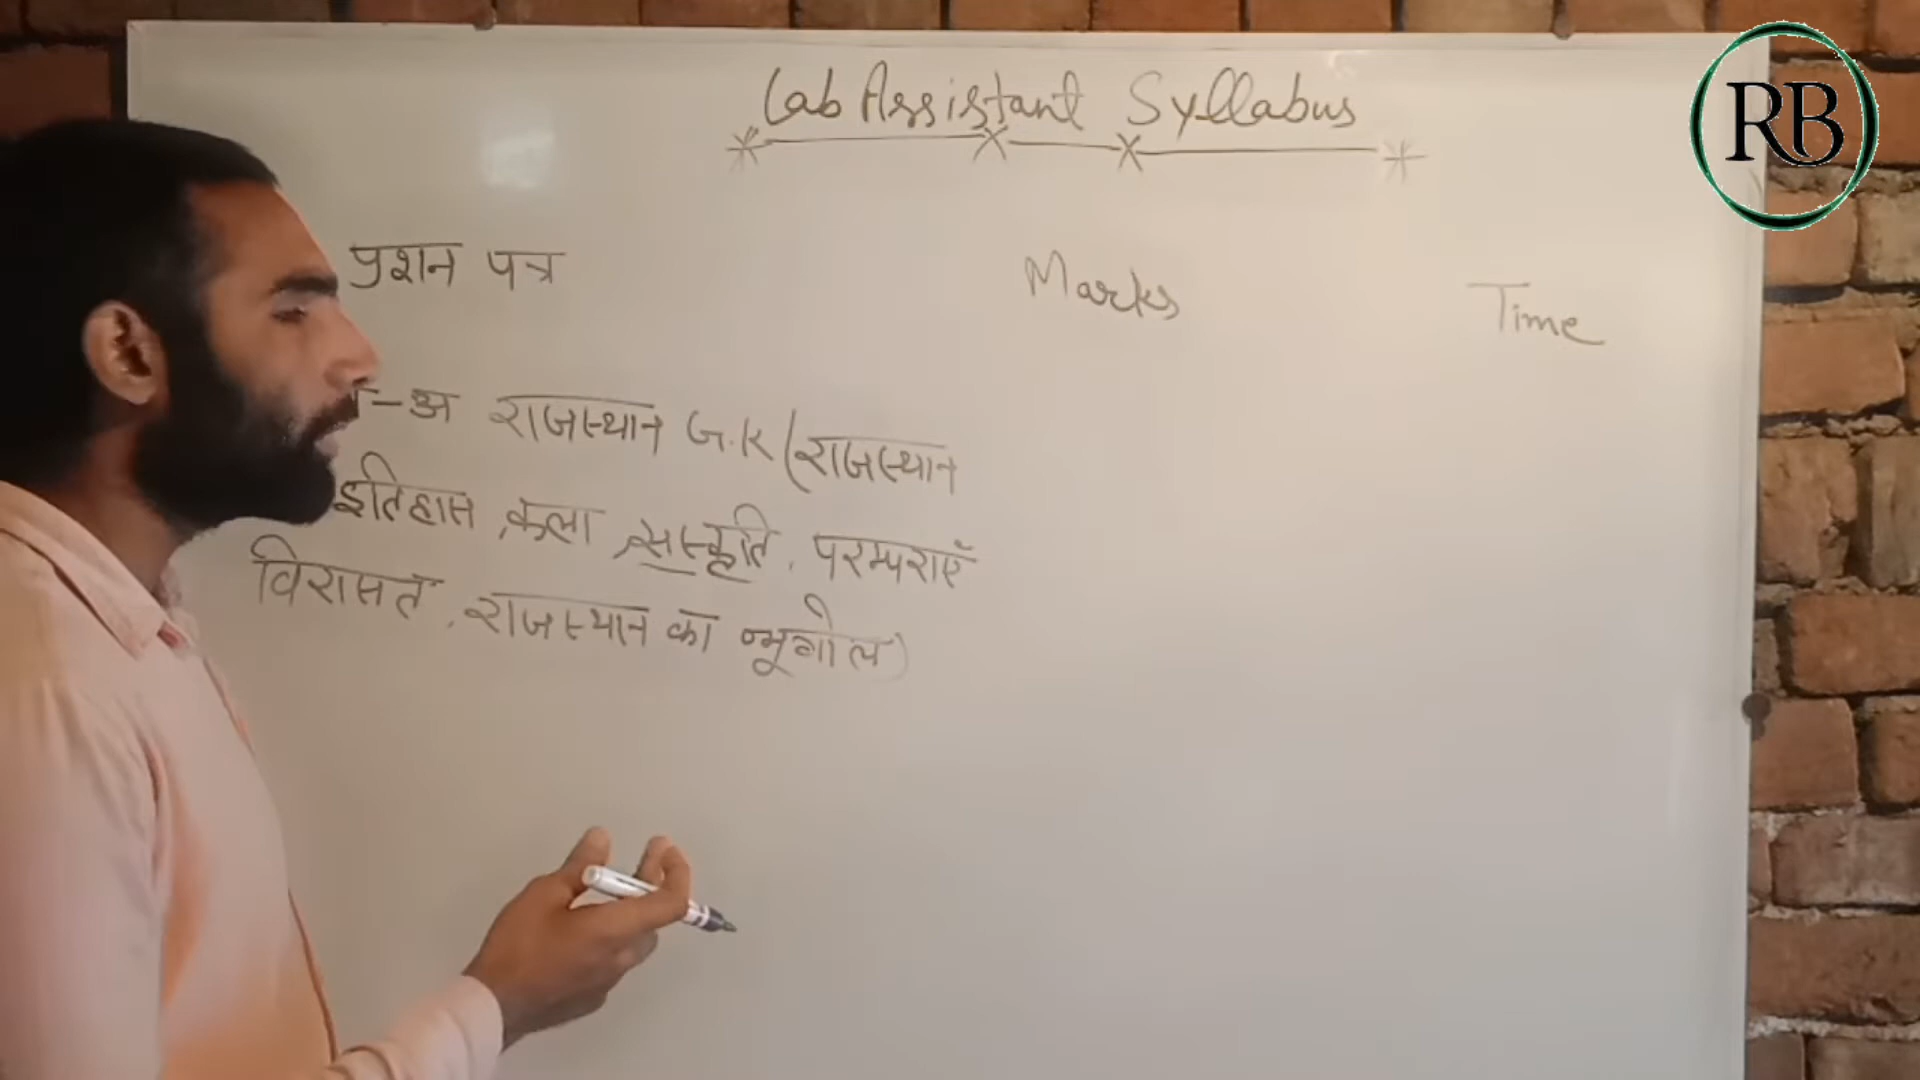 Lab Assistant Syllabus
RB
प्रशन पत्र Marks Time
-अ राजस्थान G.K (राजस्थान
इतिहास, कला, संस्कृति, परम्पराएँ
विरासत, राजस्थान का भूगोल)